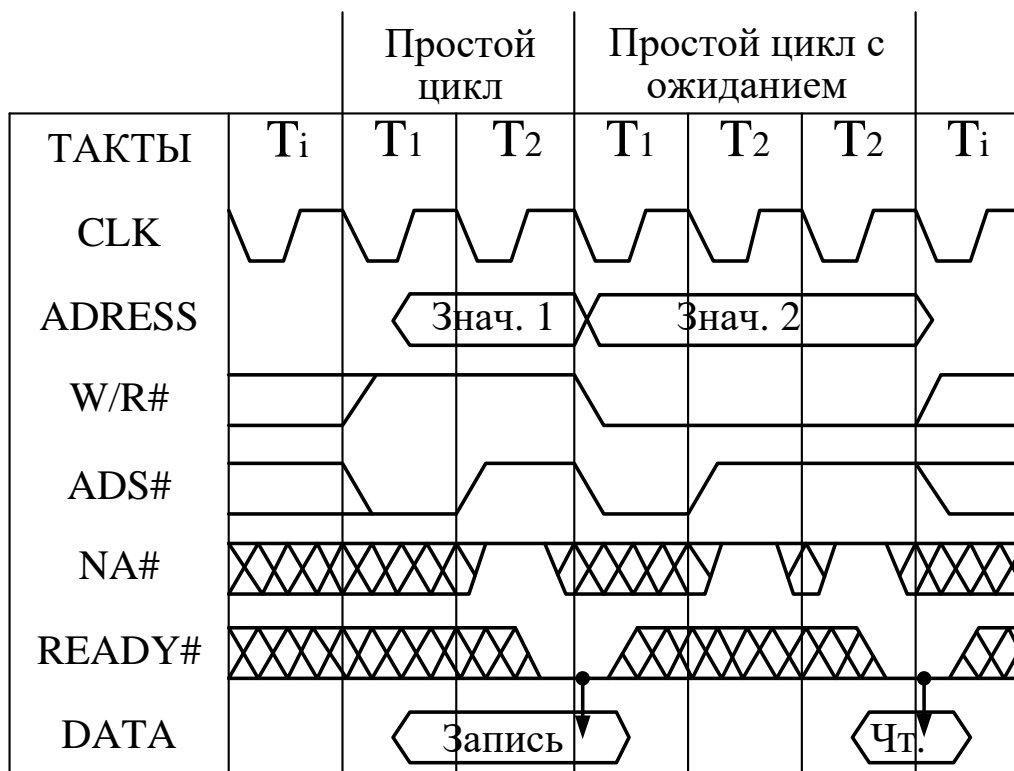 Простой
цикл
Простой цикл с
ожиданием
ТАКТЫ Ti T1 T2 T1 T2 T2 Ti
CLK
ADRESS Знач. 1 Знач. 2
W/R#
ADS#
NA#
READY#
DATA Запись Чт.